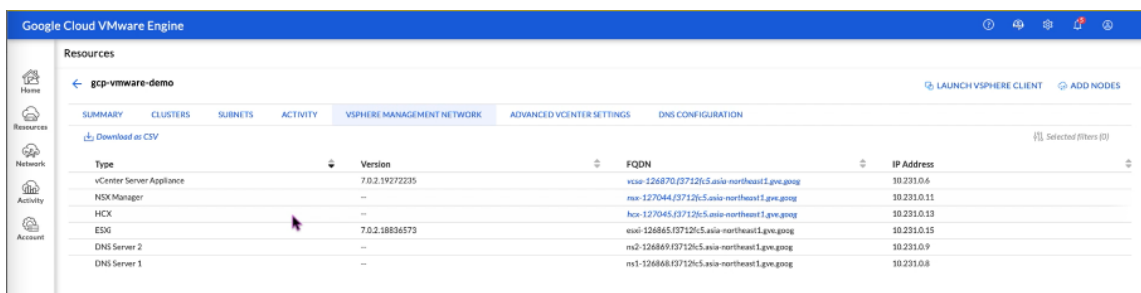 Google Cloud VMware Engine
5
Resources
Home
gcp-vmware-demo
LAUNCH VSPHERE CLIENT
ADD NODES
Resources
SUMMARY CLUSTERS SUBNETS ACTIVITY VSPHERE MANAGEMENT NETWORK ADVANCED VCENTER SETTINGS DNS CONFIGURATION
Download as CSV
Selected filters (0)
Network
Activity
Account
Type Version FQDN IP Address
vCenter Server Appliance 7.0.2.19272235 vcsa-126870.f3712fc5.asia-northeast1.gve.goog 10.231.0.6
NSX Manager -- nsx-127044.f3712fc5.asia-northeast1.gve.goog 10.231.0.11
HCX -- hcx-127045.f3712fc5.asia-northeast1.gve.goog 10.231.0.13
ESXi 7.0.2.18836573 esxi-126865.f3712fc5.asia-northeast1.gve.goog 10.231.0.15
DNS Server 2 -- ns2-126869.f3712fc5.asia-northeast1.gve.goog 10.231.0.9
DNS Server 1 -- ns1-126868.f3712fc5.asia-northeast1.gve.goog 10.231.0.8